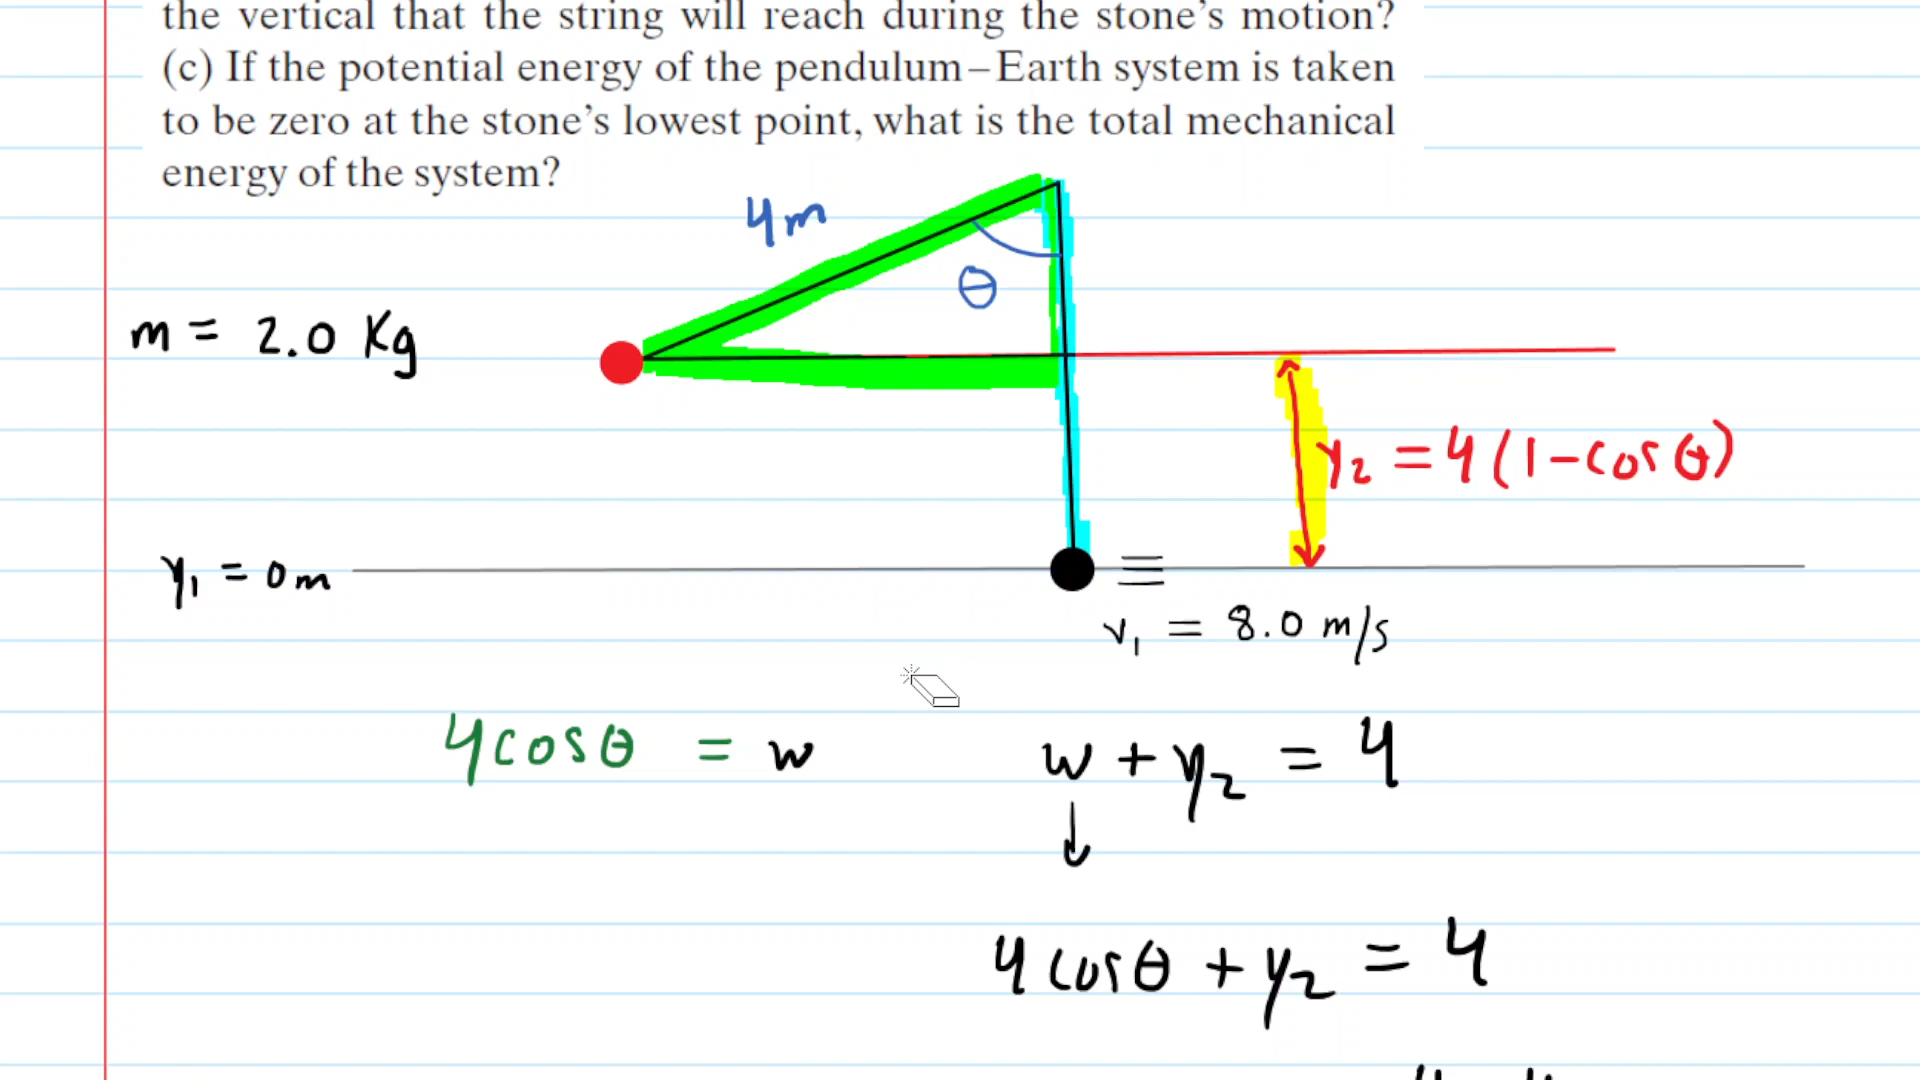 the vertical that the string will reach during the stone's motion?
(c) If the potential energy of the pendulum–Earth system is taken
to be zero at the stone's lowest point, what is the total mechanical
energy of the system?
4m
θ
m = 2.0 Kg
y₂ = 4(1-cosθ)
y₁ = 0m
v₁ = 8.0 m/s
4cosθ = w
w + y₂ = 4
↓
4cosθ + y₂ = 4